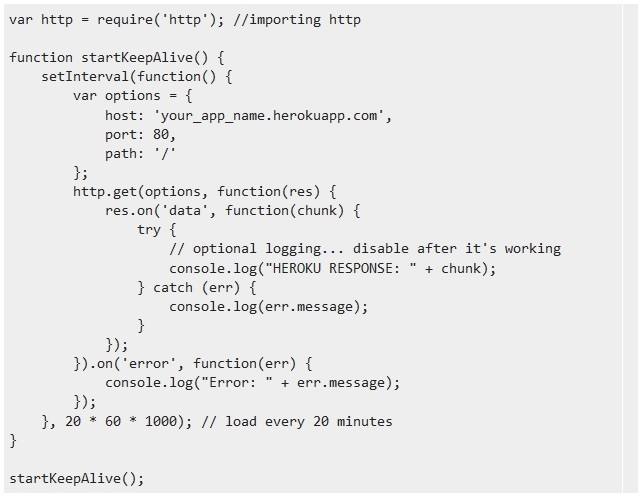 var http = require('http'); //importing http

function startKeepAlive() {
    setInterval(function() {
        var options = {
            host: 'your_app_name.herokuapp.com',
            port: 80,
            path: '/'
        };
        http.get(options, function(res) {
            res.on('data', function(chunk) {
                try {
                    // optional logging... disable after it's working
                    console.log("HEROKU RESPONSE: " + chunk);
                } catch (err) {
                    console.log(err.message);
                }
            });
        }).on('error', function(err) {
            console.log("Error: " + err.message);
        });
    }, 20 * 60 * 1000); // load every 20 minutes
}

startKeepAlive();